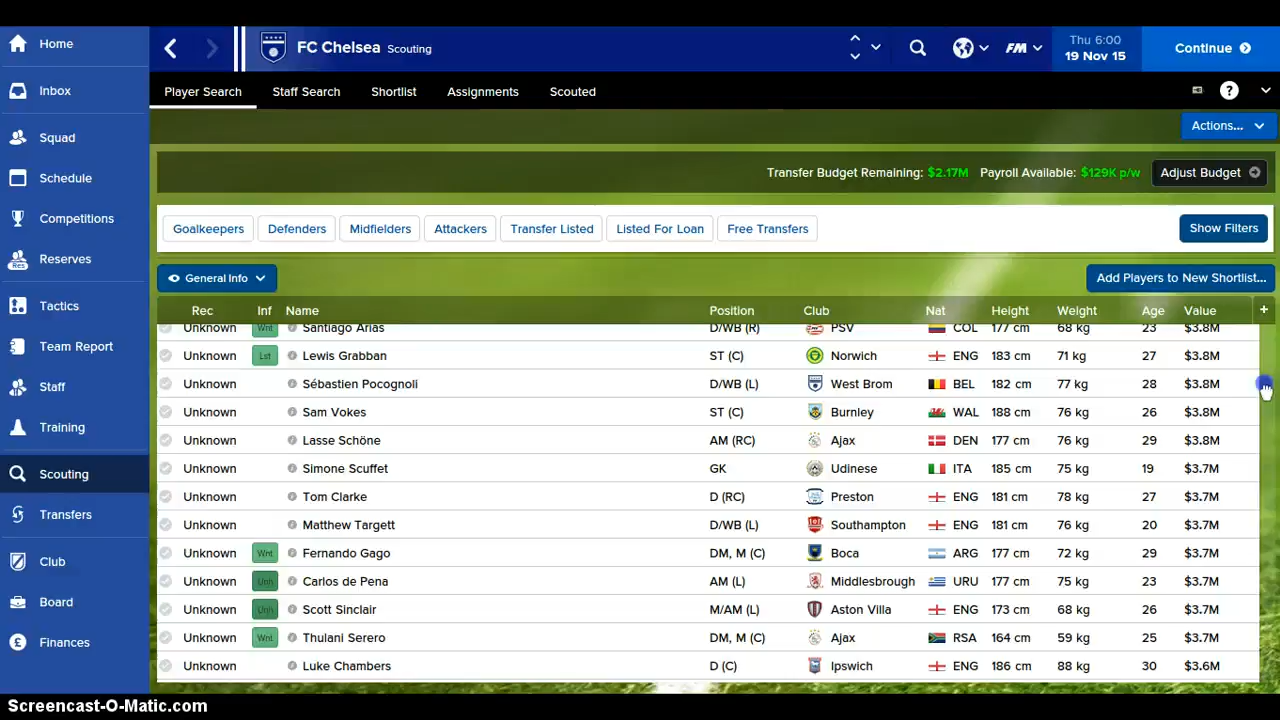 Home
Inbox
Squad
Schedule
Competitions
Res
Reserves
Tactics
Team Report
Staff
Training
Scouting
Transfers
Club
Board
£ Finances
FC Chelsea Scouting
FM
Thu 6:00
19 Nov 15
Continue
Player Search Staff Search Shortlist Assignments Scouted
?
Actions...
Transfer Budget Remaining: $2.17M Payroll Available: $129K p/w Adjust Budget
Goalkeepers Defenders Midfielders Attackers Transfer Listed Listed For Loan Free Transfers Show Filters
General Info Add Players to New Shortlist...
Rec Inf Name Position Club Nat Height Weight Age Value +
Unknown Wnt Santiago Arias D/WB (R) PSV COL 177 cm 68 kg 23 $3.8M
Unknown Lst Lewis Grabban ST (C) Norwich ENG 183 cm 71 kg 27 $3.8M
Unknown Sébastien Pocognoli D/WB (L) West Brom BEL 182 cm 77 kg 28 $3.8M
Unknown Sam Vokes ST (C) Burnley WAL 188 cm 76 kg 26 $3.8M
Unknown Lasse Schöne AM (RC) Ajax DEN 177 cm 76 kg 29 $3.8M
Unknown Simone Scuffet GK Udinese ITA 185 cm 75 kg 19 $3.7M
Unknown Tom Clarke D (RC) Preston ENG 181 cm 78 kg 27 $3.7M
Unknown Matthew Targett D/WB (L) Southampton ENG 181 cm 76 kg 20 $3.7M
Unknown Wnt Fernando Gago DM, M (C) Boca ARG 177 cm 72 kg 29 $3.7M
Unknown Unh Carlos de Pena AM (L) Middlesbrough URU 177 cm 75 kg 23 $3.7M
Unknown Unh Scott Sinclair M/AM (L) Aston Villa ENG 173 cm 68 kg 26 $3.7M
Unknown Wnt Thulani Serero DM, M (C) Ajax RSA 164 cm 59 kg 25 $3.7M
Unknown Luke Chambers D (C) Ipswich ENG 186 cm 88 kg 30 $3.6M
Screencast-O-Matic.com